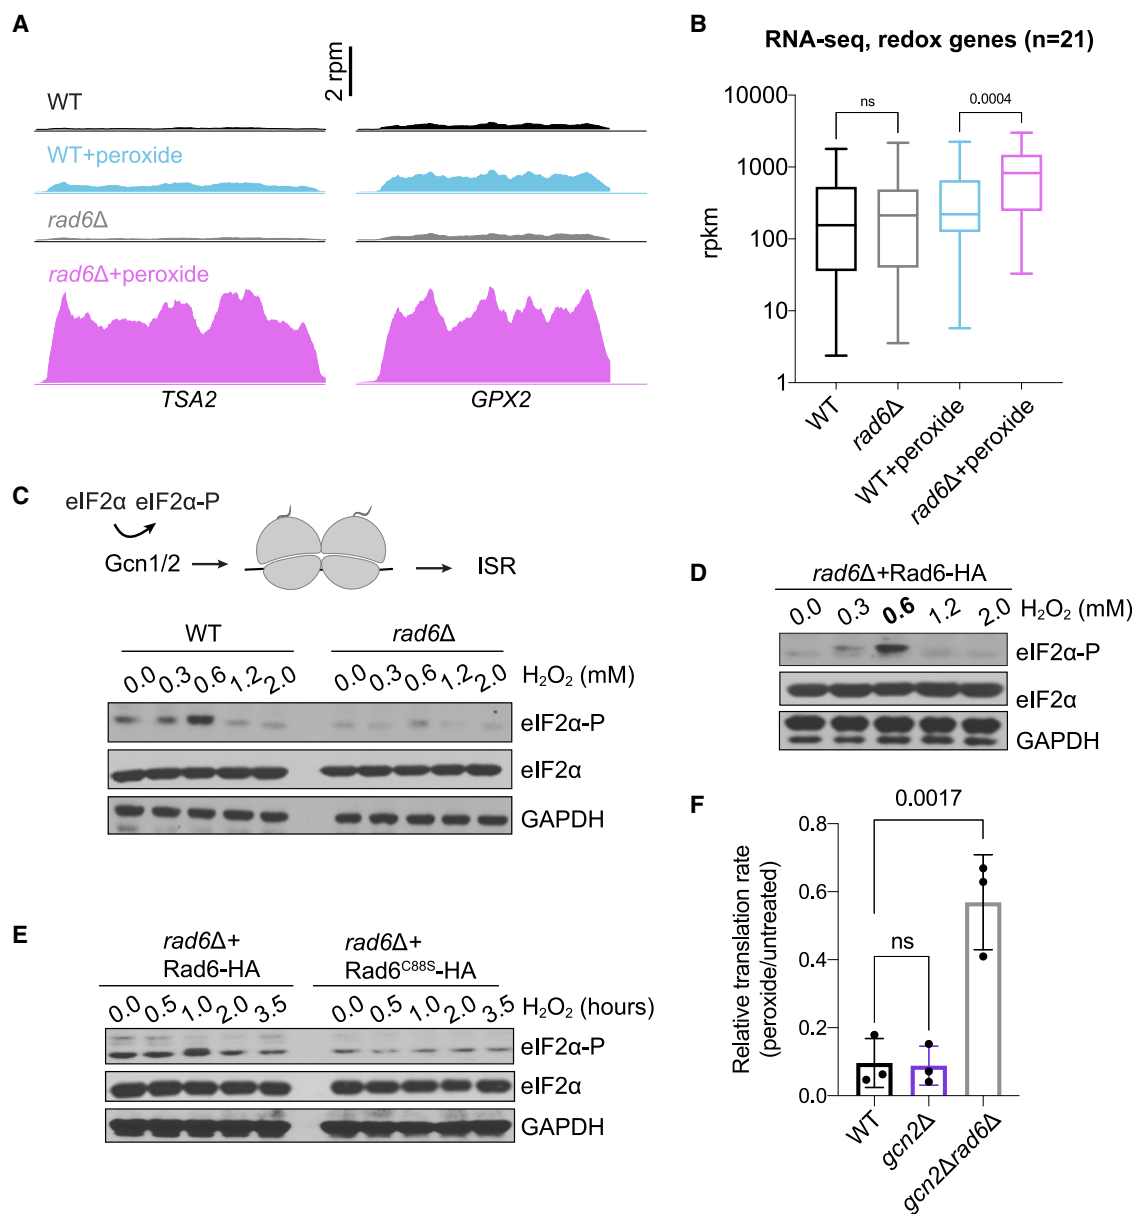 A
2 rpm
WT
WT+peroxide
rad6Δ
rad6Δ+peroxide
TSA2
GPX2
B
RNA-seq, redox genes (n=21)
ns
0.0004
10000
1000
100
10
1
rpkm
WT
rad6Δ
WT+peroxide
rad6Δ+peroxide
C
eIF2α eIF2α-P
Gcn1/2
ISR
WT
rad6Δ
0.0 0.3 0.6 1.2 2.0 0.0 0.3 0.6 1.2 2.0 H₂O₂ (mM)
eIF2α-P
eIF2α
GAPDH
D
rad6Δ+Rad6-HA
0.0 0.3 0.6 1.2 2.0 H₂O₂ (mM)
eIF2α-P
eIF2α
GAPDH
E
rad6Δ+
Rad6-HA
rad6Δ+
Rad6ᶜ⁸⁸ˢ-HA
0.0 0.5 1.0 2.0 3.5 0.0 0.5 1.0 2.0 3.5 H₂O₂ (hours)
eIF2α-P
eIF2α
GAPDH
F
0.0017
ns
0.8
0.6
0.4
0.2
0.0
Relative translation rate
(peroxide/untreated)
WT
gcn2Δ
gcn2Δrad6Δ